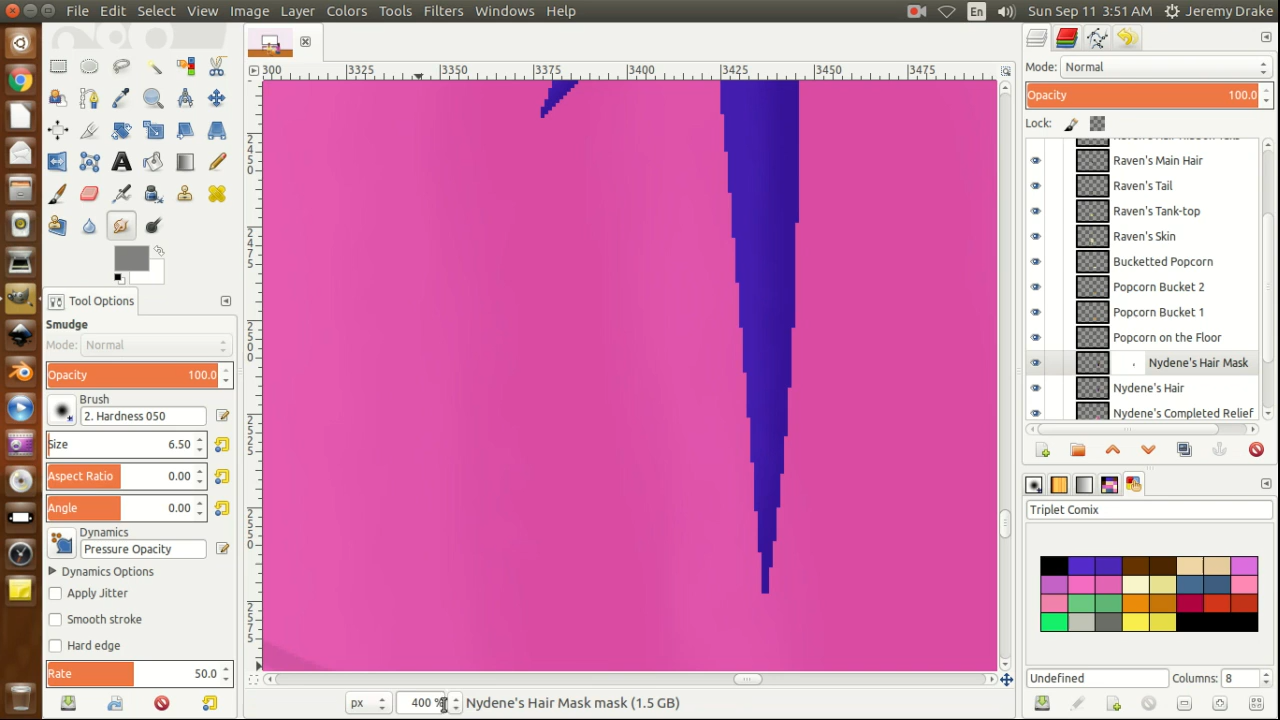 File Edit Select View Image Layer Colors Tools Filters Windows Help
En Sun Sep 11 3:51 AM Jeremy Drake
300 3325 3350 3375 3400 3425 3450 3475
2450
2475
2500
2525
2550
2575
Tool Options
Smudge
Mode: Normal
Opacity 100.0
Brush
2. Hardness 050
Size 6.50
Aspect Ratio 0.00
Angle 0.00
Dynamics
Pressure Opacity
Dynamics Options
Apply Jitter
Smooth stroke
Hard edge
Rate 50.0
px 400 % Nydene's Hair Mask mask (1.5 GB)
Mode: Normal
Opacity 100.0
Lock:
Raven's Main Hair
Raven's Tail
Raven's Tank-top
Raven's Skin
Bucketted Popcorn
Popcorn Bucket 2
Popcorn Bucket 1
Popcorn on the Floor
Nydene's Hair Mask
Nydene's Hair
Nydene's Completed Relief
Triplet Comix
Undefined Columns: 8